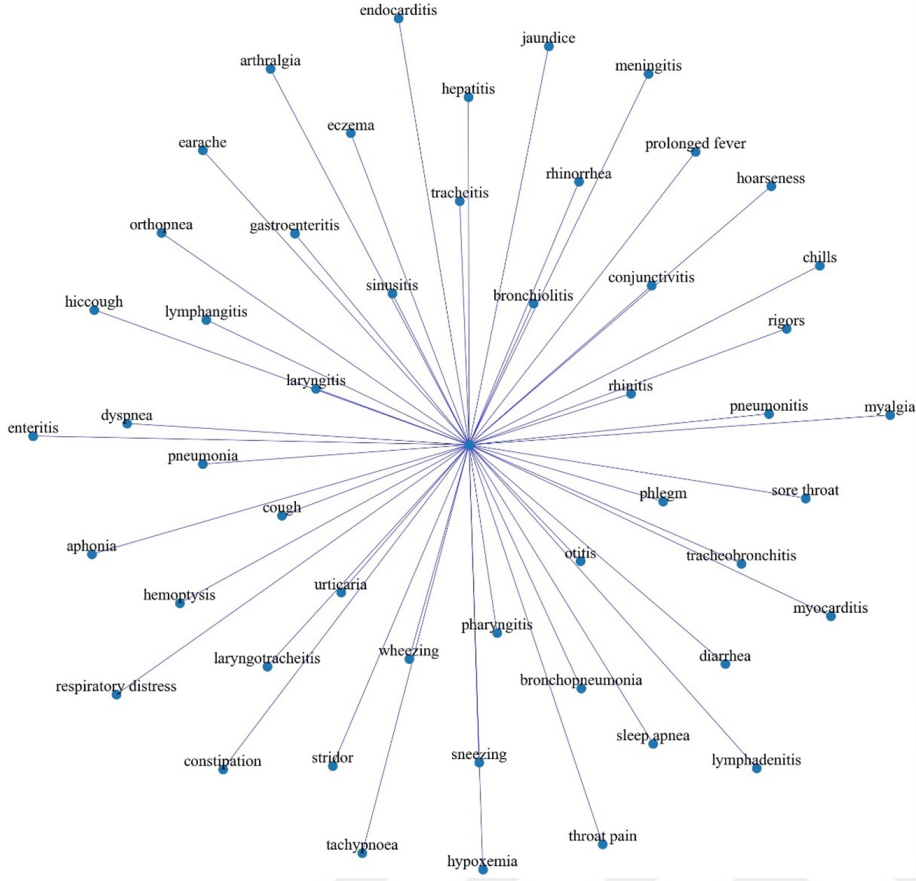 endocarditis
jaundice
arthralgia
meningitis
hepatitis
eczema
earache
prolonged fever
rhinorrhea
hoarseness
tracheitis
orthopnea
gastroenteritis
chills
conjunctivitis
sinusitis
bronchiolitis
hiccough
lymphangitis
rigors
laryngitis
rhinitis
pneumonitis
myalgia
dyspnea
enteritis
pneumonia
phlegm
sore throat
cough
aphonia
otitis
tracheobronchitis
urticaria
hemoptysis
myocarditis
pharyngitis
wheezing
laryngotracheitis
diarrhea
respiratory distress
bronchopneumonia
sleep apnea
sneezing
stridor
constipation
lymphadenitis
throat pain
tachypnoea
hypoxemia